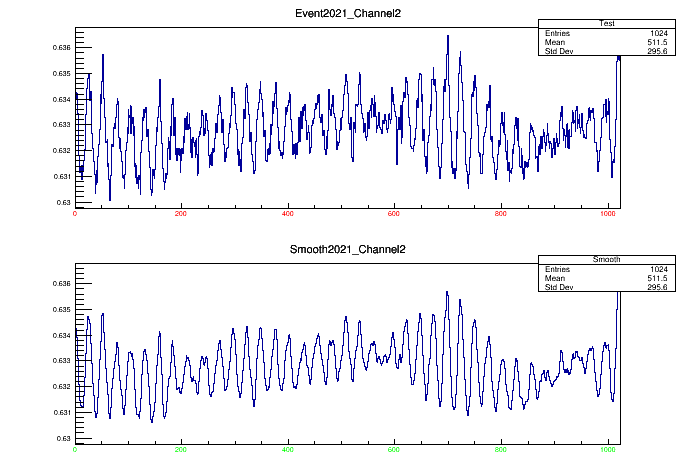 Event2021_Channel2
Test
Entries 1024
Mean 511.5
Std Dev 295.6
0.636
0.635
0.634
0.633
0.632
0.631
0.63
0 200 400 600 800 1000
Smooth2021_Channel2
Smooth
Entries 1024
Mean 511.5
Std Dev 295.6
0.636
0.635
0.634
0.633
0.632
0.631
0.63
0 200 400 600 800 1000